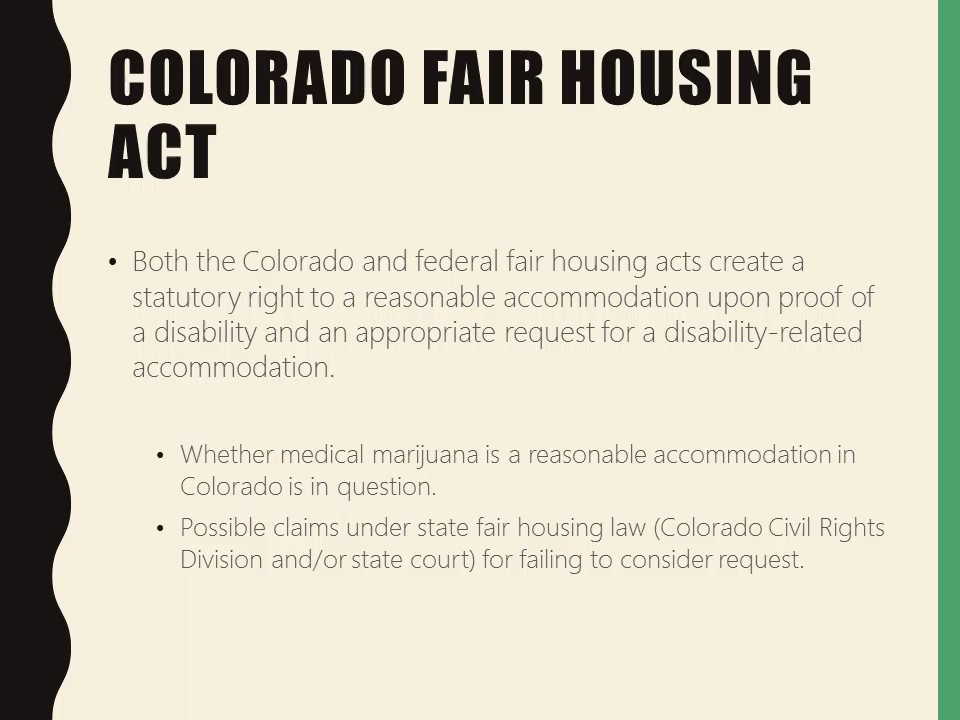 COLORADO FAIR HOUSING
ACT
• Both the Colorado and federal fair housing acts create a
statutory right to a reasonable accommodation upon proof of
a disability and an appropriate request for a disability-related
accommodation.
• Whether medical marijuana is a reasonable accommodation in
Colorado is in question.
• Possible claims under state fair housing law (Colorado Civil Rights
Division and/or state court) for failing to consider request.